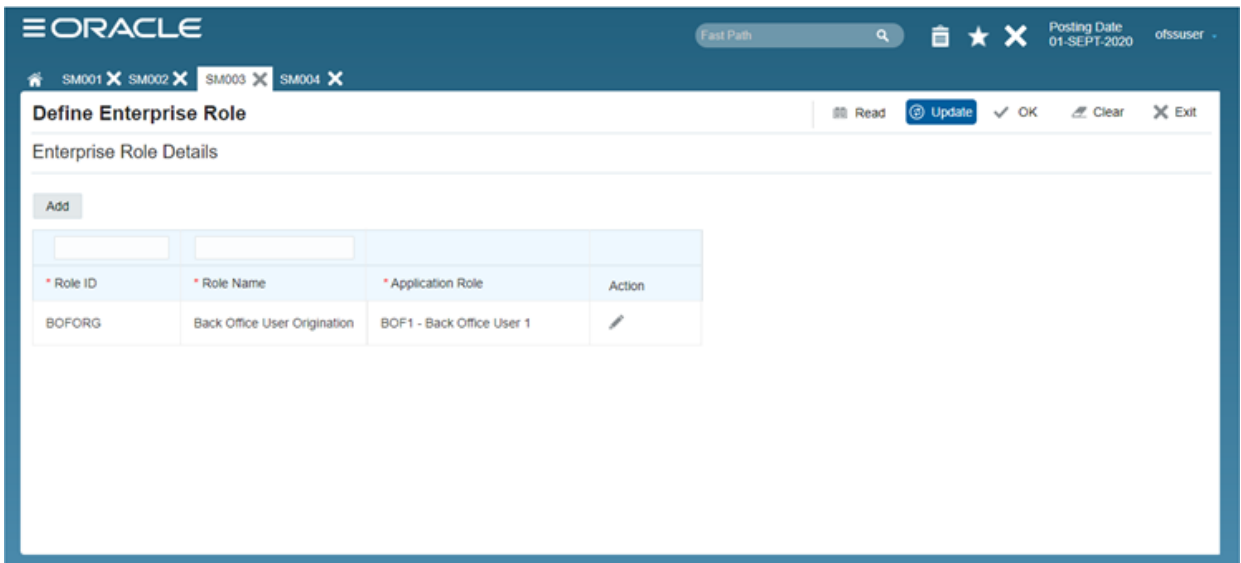 ORACLE
Fast Path
Posting Date
01-SEPT-2020
ofssuser
SM001 SM002 SM003 SM004
Define Enterprise Role
Read Update OK Clear Exit
Enterprise Role Details
Add
* Role ID * Role Name * Application Role Action
BOFORG Back Office User Origination BOF1 - Back Office User 1